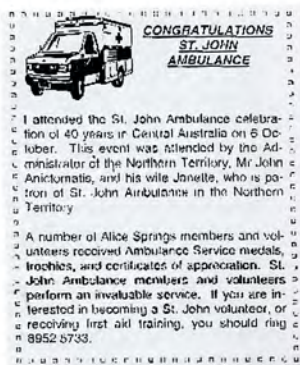 CONGRATULATIONS
ST. JOHN
AMBULANCE
I attended the St. John Ambulance celebra-
tion of 40 years in Central Australia on 6 Oc-
tober. This event was attended by the Ad-
ministrator of the Northern Territory, Mr John
Anictomatis, and his wife Jenette, who is pa-
tron of St. John Ambulance in the Northern
Territory
A number of Alice Springs members and vol-
unteers received Ambulance Service medals,
trophies, and certificates of appreciation. St.
John Ambulance members and volunteers
perform an invaluable service. If you are in-
terested in becoming a St. John volunteer, or
receiving first aid training, you should ring
8952 5733.